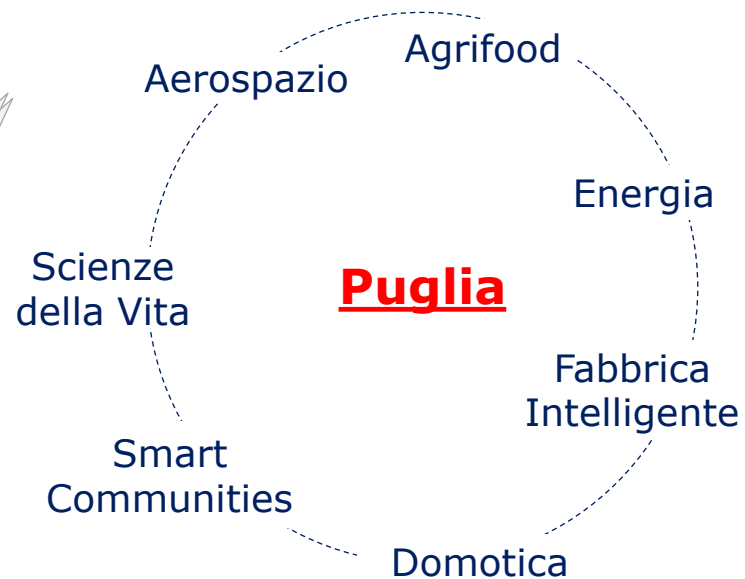 Agrifood
Aerospazio
Energia
Scienze
della Vita
Puglia
Fabbrica
Intelligente
Smart
Communities
Domotica